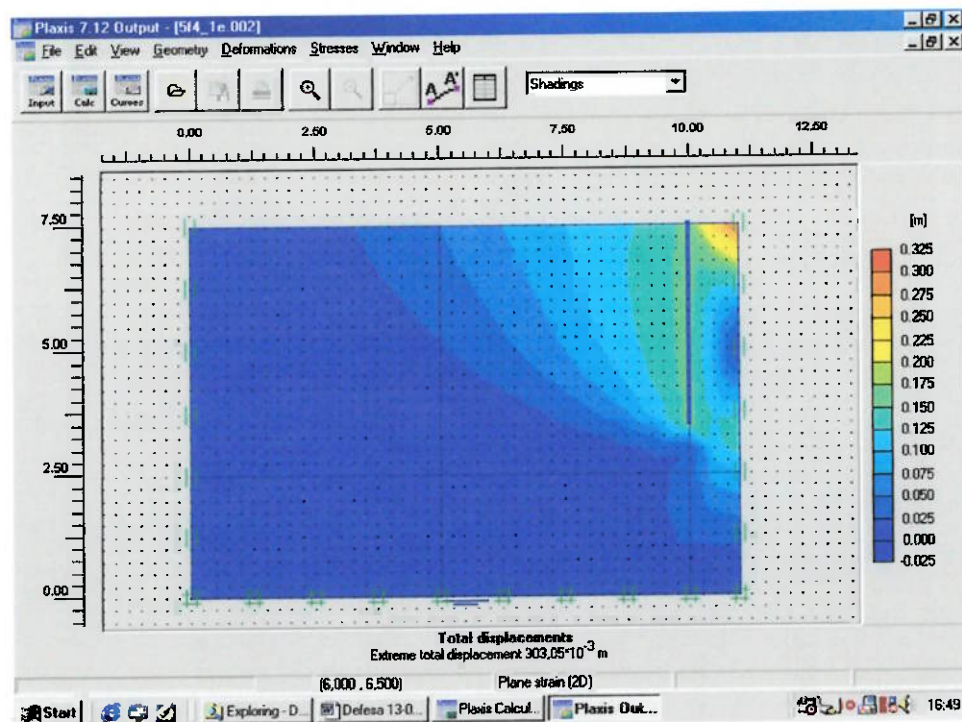 Plaxis 7.12 Output - [5f4_1e.002]
File Edit View Geometry Deformations Stresses Window Help
Input Calc Curves Shadings
0.00 2.50 5.00 7.50 10.00 12.50
7.50
5.00
2.50
0.00
[m]
0.325
0.300
0.275
0.250
0.225
0.200
0.175
0.150
0.125
0.100
0.075
0.050
0.025
0.000
-0.025
Total displacements
Extreme total displacement 303,05*10-3 m
(6,000 , 6,500) Plane strain (2D)
Start Exploring - D... Defesa 13-0... Plaxis Calcul... Plaxis Out... 16:49